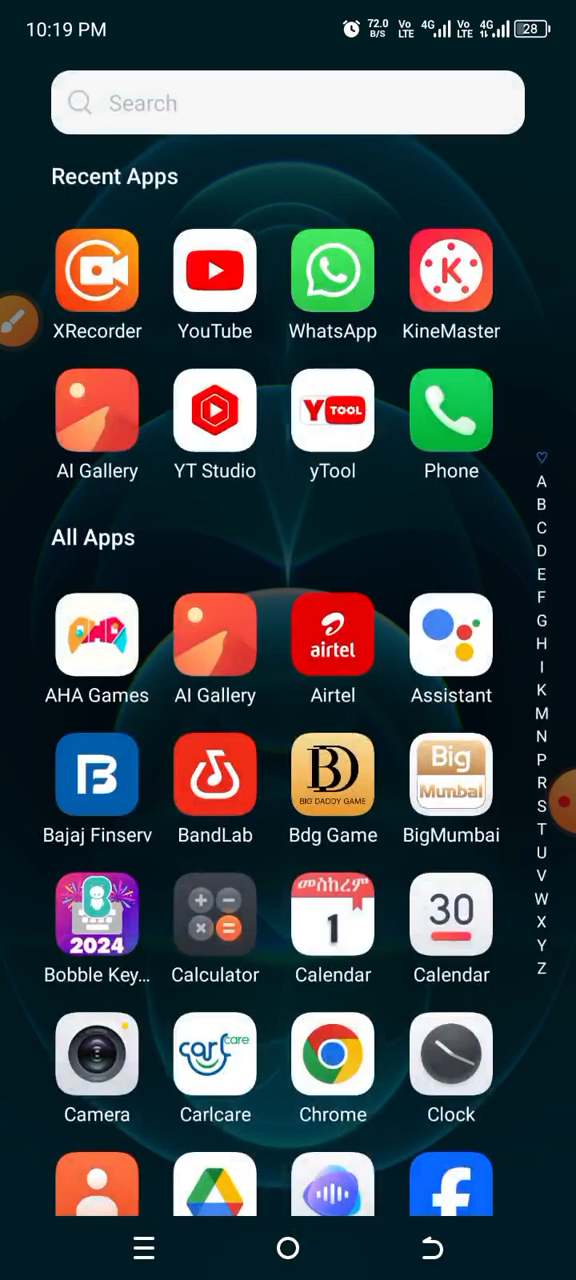 10:19 PM 72.0 B/S Vo LTE 4G Vo LTE 4G 28
Search
Recent Apps
XRecorder YouTube WhatsApp KineMaster
Y TOOL
AI Gallery YT Studio yTool Phone
All Apps
AHA airtel
AHA Games AI Gallery Airtel Assistant
B BD BIG DADDY GAME Big Mumbai
Bajaj Finserv BandLab Bdg Game BigMumbai
B 2024 መስከረም 1 30
Bobble Key... Calculator Calendar Calendar
carlcare
Camera Carlcare Chrome Clock
♡
A
B
C
D
E
F
G
H
I
K
M
N
P
R
S
T
U
V
W
X
Y
Z